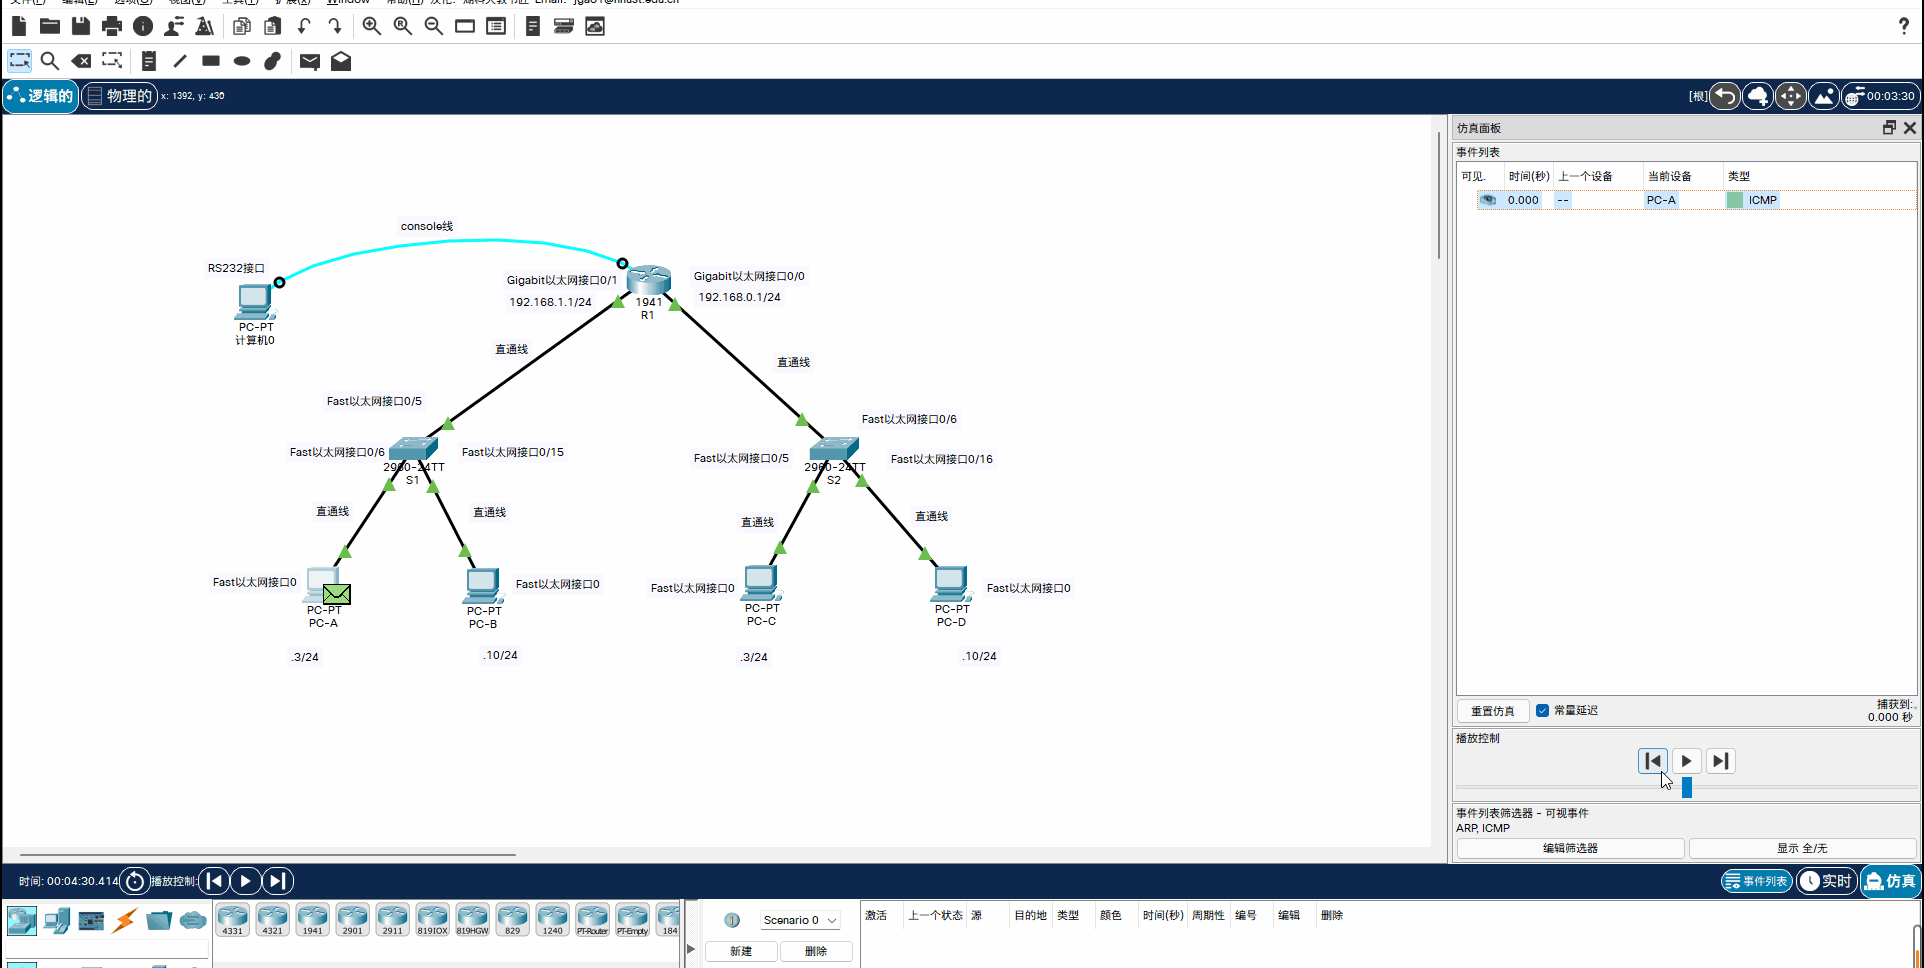 文件(F) 编辑(E) 选项(O) 视图(V) 工具(T) 扩展(X) Window 帮助(H)
逻辑的 物理的 x: 1392, y: 430 [根] 00:03:30
仿真面板
事件列表
可见. 时间(秒) 上一个设备 当前设备 类型
0.000 -- PC-A ICMP
console线
RS232接口
PC-PT
计算机0
Gigabit以太网接口0/1
192.168.1.1/24
Gigabit以太网接口0/0
192.168.0.1/24
1941
R1
直通线
直通线
Fast以太网接口0/5
Fast以太网接口0/6
Fast以太网接口0/6 Fast以太网接口0/15
2960-24TT
S1
Fast以太网接口0/5 Fast以太网接口0/16
2960-24TT
S2
直通线 直通线 直通线 直通线
Fast以太网接口0 Fast以太网接口0 Fast以太网接口0 Fast以太网接口0
PC-PT
PC-A
PC-PT
PC-B
PC-PT
PC-C
PC-PT
PC-D
.3/24 .10/24 .3/24 .10/24
重置仿真 常量延迟 捕获到:
0.000 秒
播放控制
事件列表筛选器 - 可视事件
ARP, ICMP
编辑筛选器 显示 全/无
时间: 00:04:30.414 播放控制: 事件列表 实时 仿真
4331 4321 1941 2901 2911 819IOX 819HGW 829 1240 PT-Router PT-Empty 184
Scenario 0
新建 删除
激活 上一个状态 源 目的地 类型 颜色 时间(秒) 周期性 编号 编辑 删除